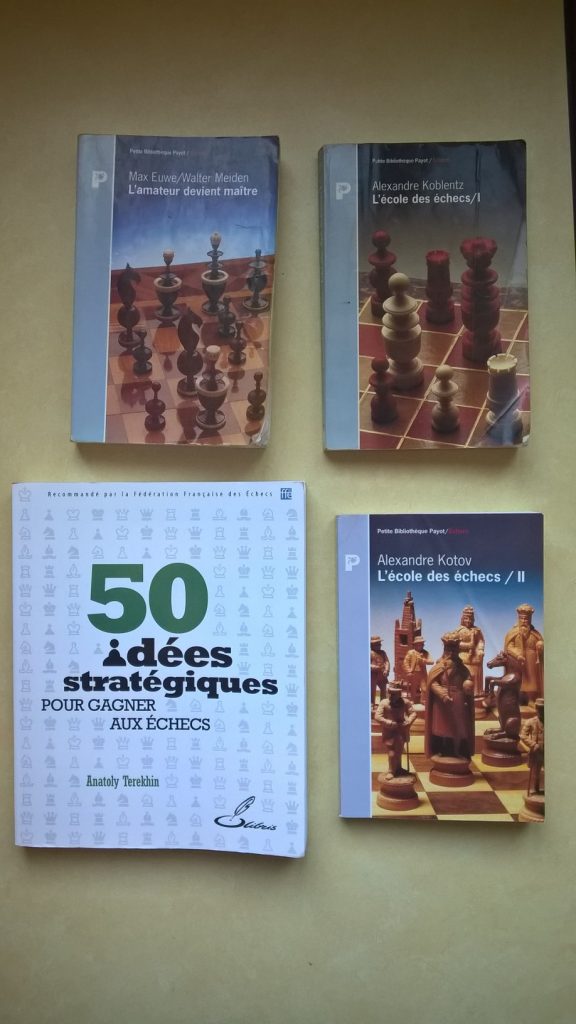 Petite Bibliothèque Payot /
P
Max Euwe/Walter Meiden
L'amateur devient maître
Petite Bibliothèque Payot /
P
Alexandre Koblentz
L'école des échecs/I
Recommandé par la Fédération Française des Échecs
50
idées
stratégiques
POUR GAGNER
AUX ÉCHECS
Anatoly Terekhin
Olibris
Petite Bibliothèque Payot/
P
Alexandre Kotov
L'école des échecs / II